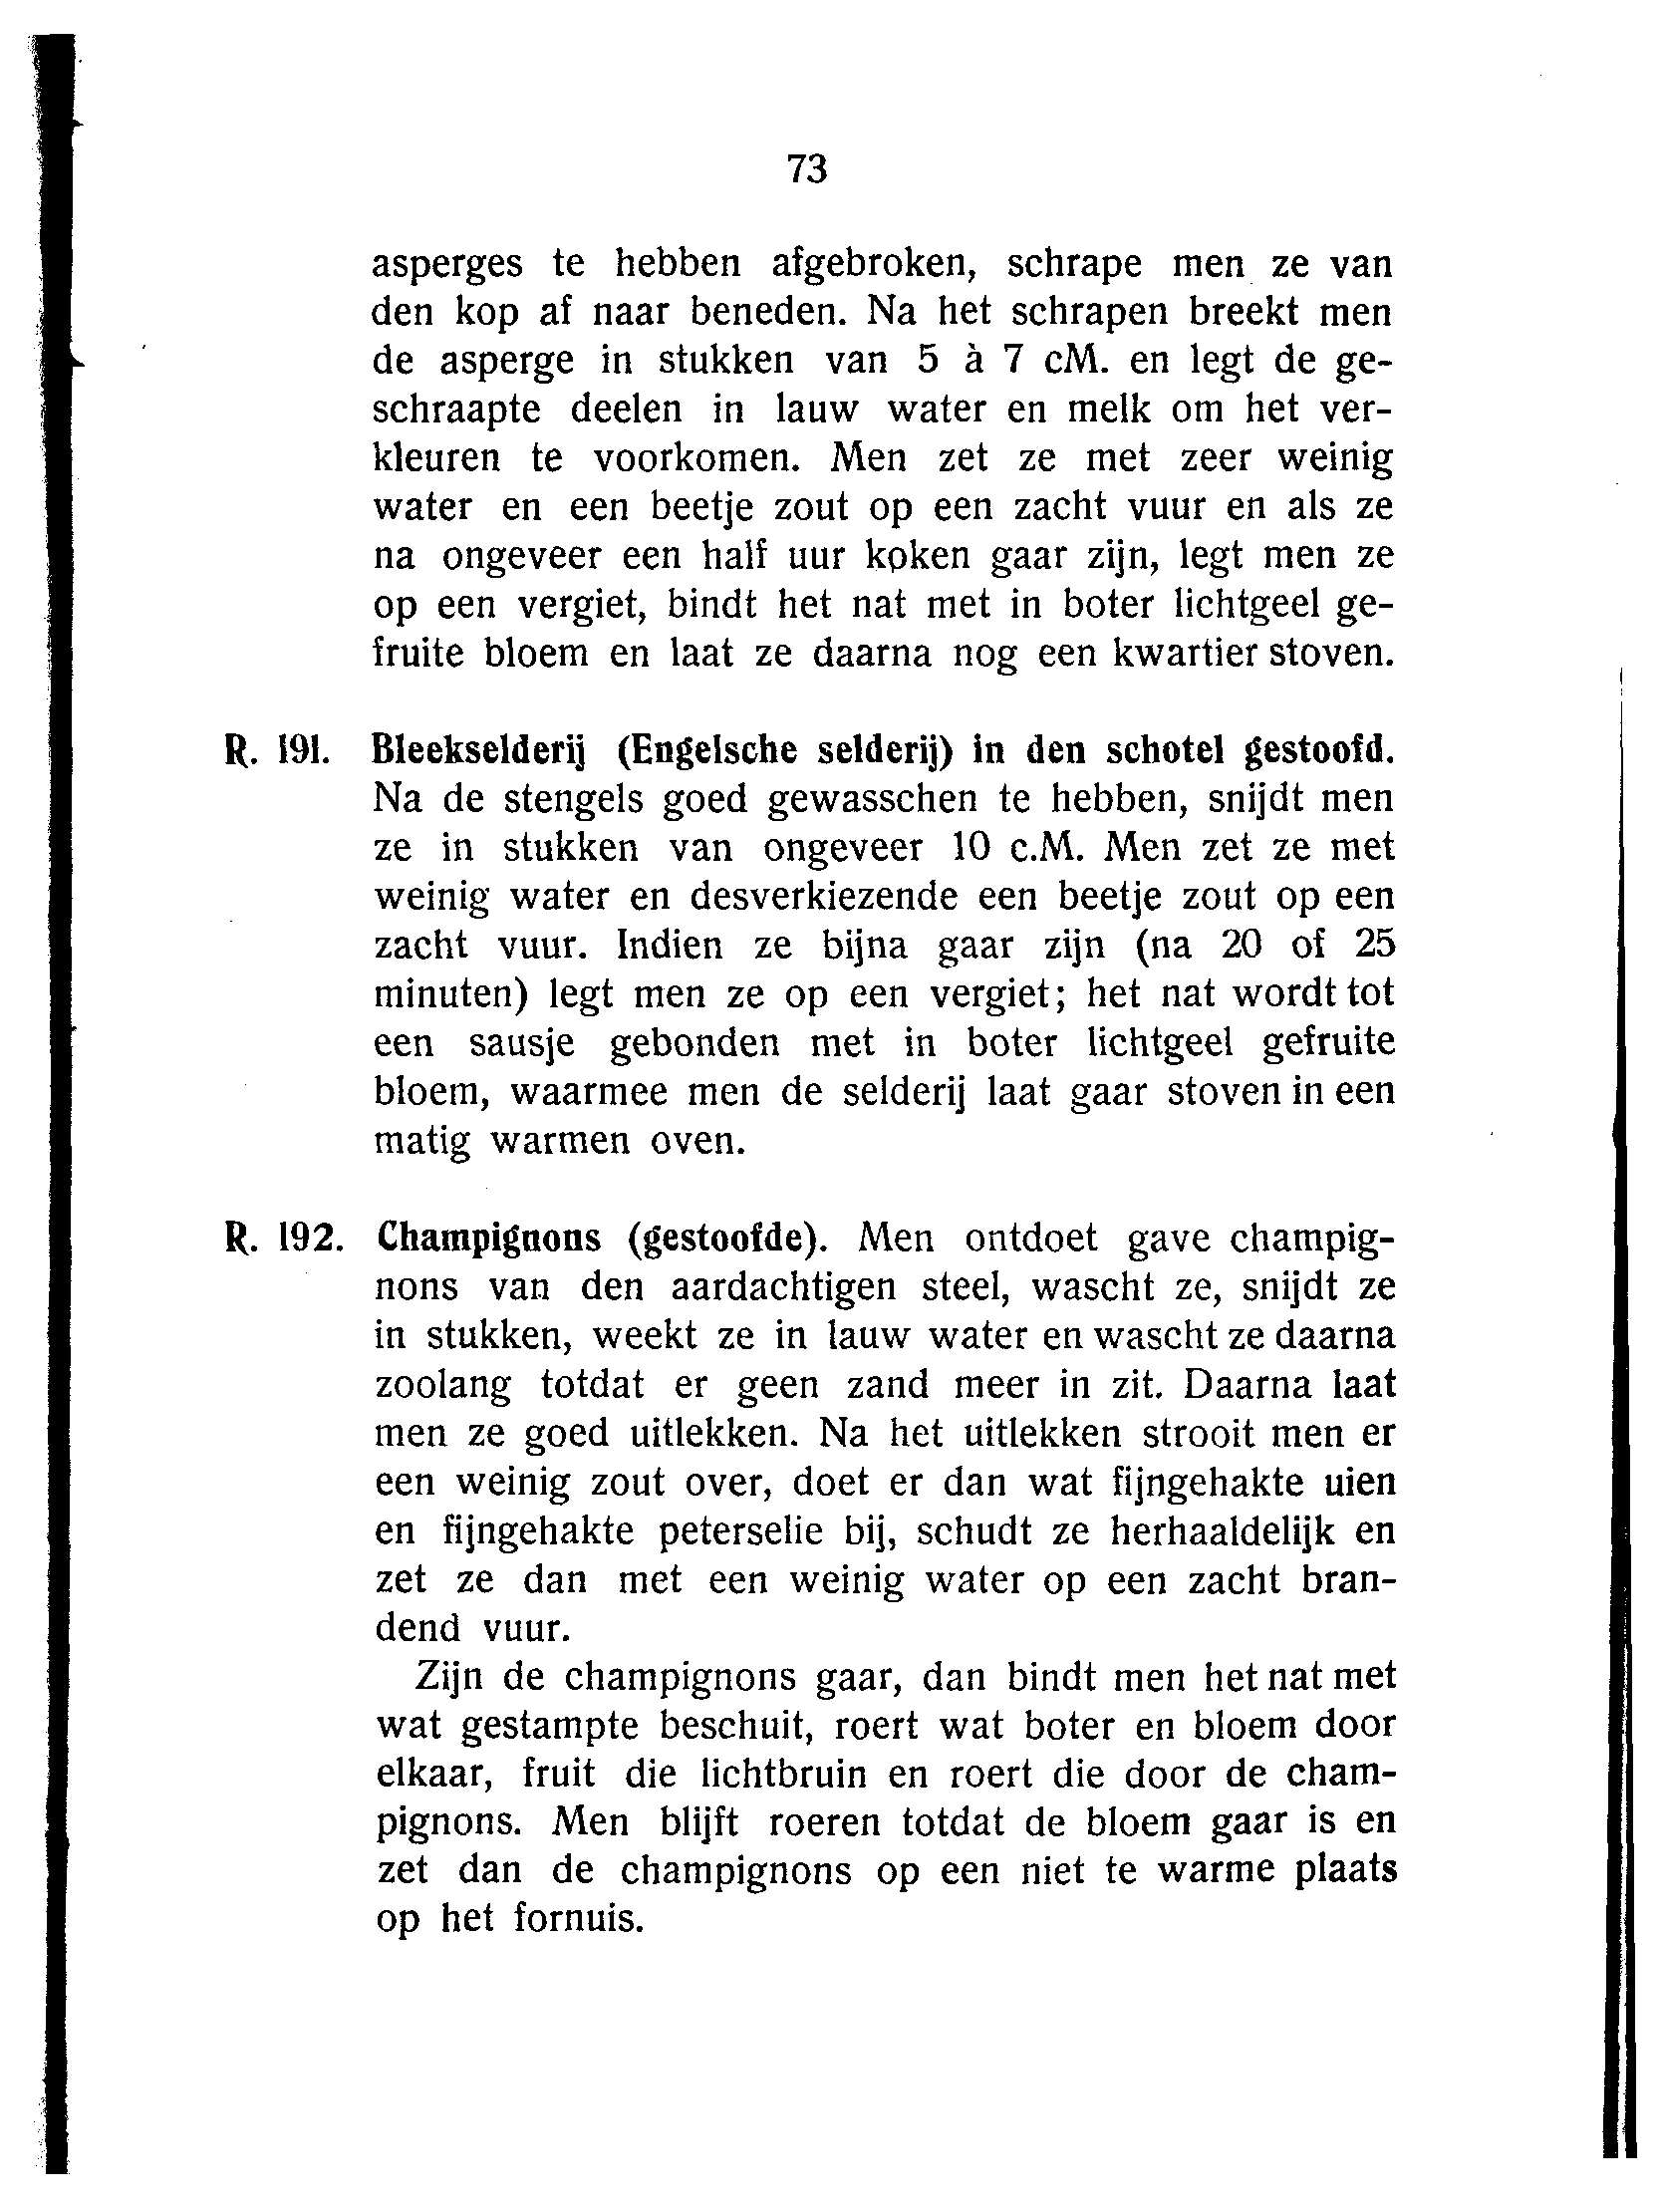 73
asperges te hebben afgebroken, schrape men ze van
den kop af naar beneden. Na het schrapen breekt men
de asperge in stukken van 5 à 7 cM. en legt de ge-
schraapte deelen in lauw water en melk om het ver-
kleuren te voorkomen. Men zet ze met zeer weinig
water en een beetje zout op een zacht vuur en als ze
na ongeveer een half uur koken gaar zijn, legt men ze
op een vergiet, bindt het nat met in boter lichtgeel ge-
fruite bloem en laat ze daarna nog een kwartier stoven.
R. 191. Bleekselderij (Engelsche selderij) in den schotel gestoofd.
Na de stengels goed gewasschen te hebben, snijdt men
ze in stukken van ongeveer 10 c.M. Men zet ze met
weinig water en desverkiezende een beetje zout op een
zacht vuur. Indien ze bijna gaar zijn (na 20 of 25
minuten) legt men ze op een vergiet; het nat wordt tot
een sausje gebonden met in boter lichtgeel gefruite
bloem, waarmee men de selderij laat gaar stoven in een
matig warmen oven.
R. 192. Champignons (gestoofde). Men ontdoet gave champig-
nons van den aardachtigen steel, wascht ze, snijdt ze
in stukken, weekt ze in lauw water en wascht ze daarna
zoolang totdat er geen zand meer in zit. Daarna laat
men ze goed uitlekken. Na het uitlekken strooit men er
een weinig zout over, doet er dan wat fijngehakte uien
en fijngehakte peterselie bij, schudt ze herhaaldelijk en
zet ze dan met een weinig water op een zacht bran-
dend vuur.
Zijn de champignons gaar, dan bindt men het nat met
wat gestampte beschuit, roert wat boter en bloem door
elkaar, fruit die lichtbruin en roert die door de cham-
pignons. Men blijft roeren totdat de bloem gaar is en
zet dan de champignons op een niet te warme plaats
op het fornuis.